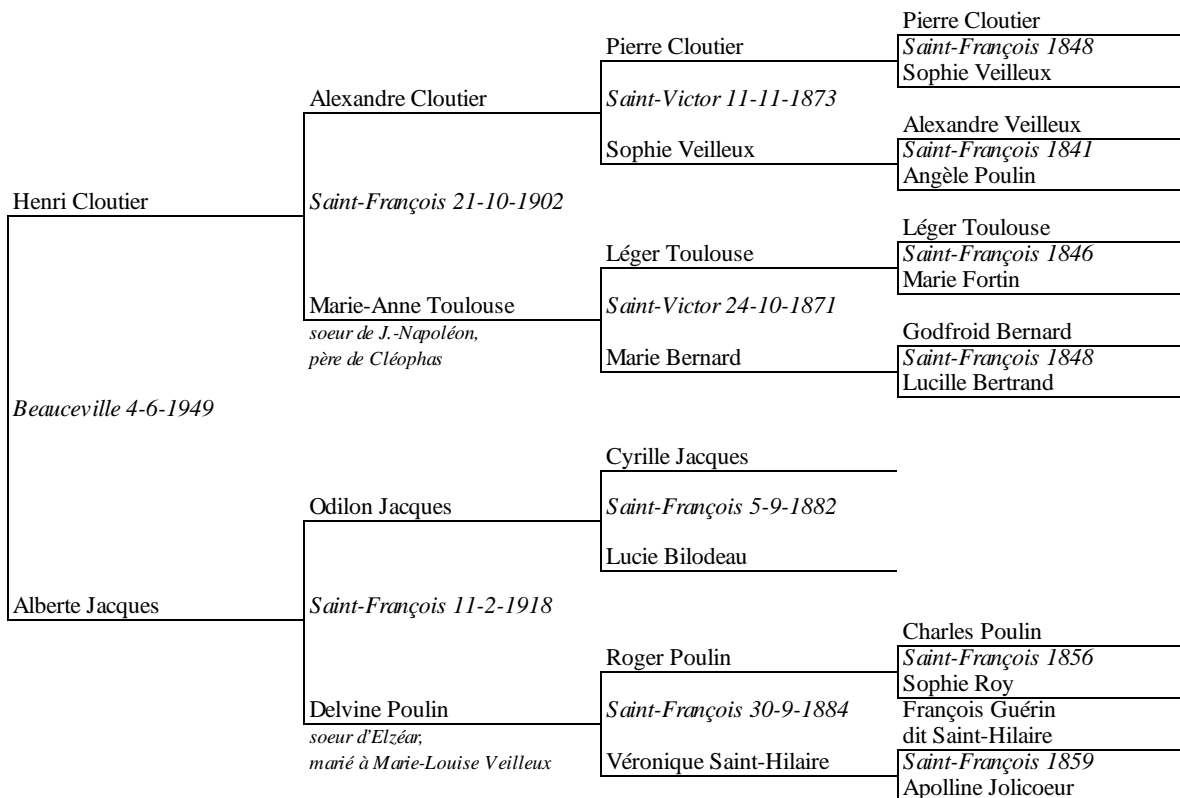 Pierre Cloutier
Saint-François 1848
Sophie Veilleux
Pierre Cloutier
Saint-Victor 11-11-1873
Sophie Veilleux
Alexandre Cloutier
Alexandre Veilleux
Saint-François 1841
Angèle Poulin
Henri Cloutier
Saint-François 21-10-1902
Léger Toulouse
Saint-François 1846
Marie Fortin
Léger Toulouse
Saint-Victor 24-10-1871
Marie Bernard
Marie-Anne Toulouse
soeur de J.-Napoléon,
père de Cléophas
Godfroid Bernard
Saint-François 1848
Lucille Bertrand
Beauceville 4-6-1949
Cyrille Jacques
Saint-François 5-9-1882
Lucie Bilodeau
Odilon Jacques
Alberte Jacques
Saint-François 11-2-1918
Charles Poulin
Saint-François 1856
Sophie Roy
Roger Poulin
Saint-François 30-9-1884
Véronique Saint-Hilaire
Delvine Poulin
soeur d'Elzéar,
marié à Marie-Louise Veilleux
François Guérin
dit Saint-Hilaire
Saint-François 1859
Apolline Jolicoeur